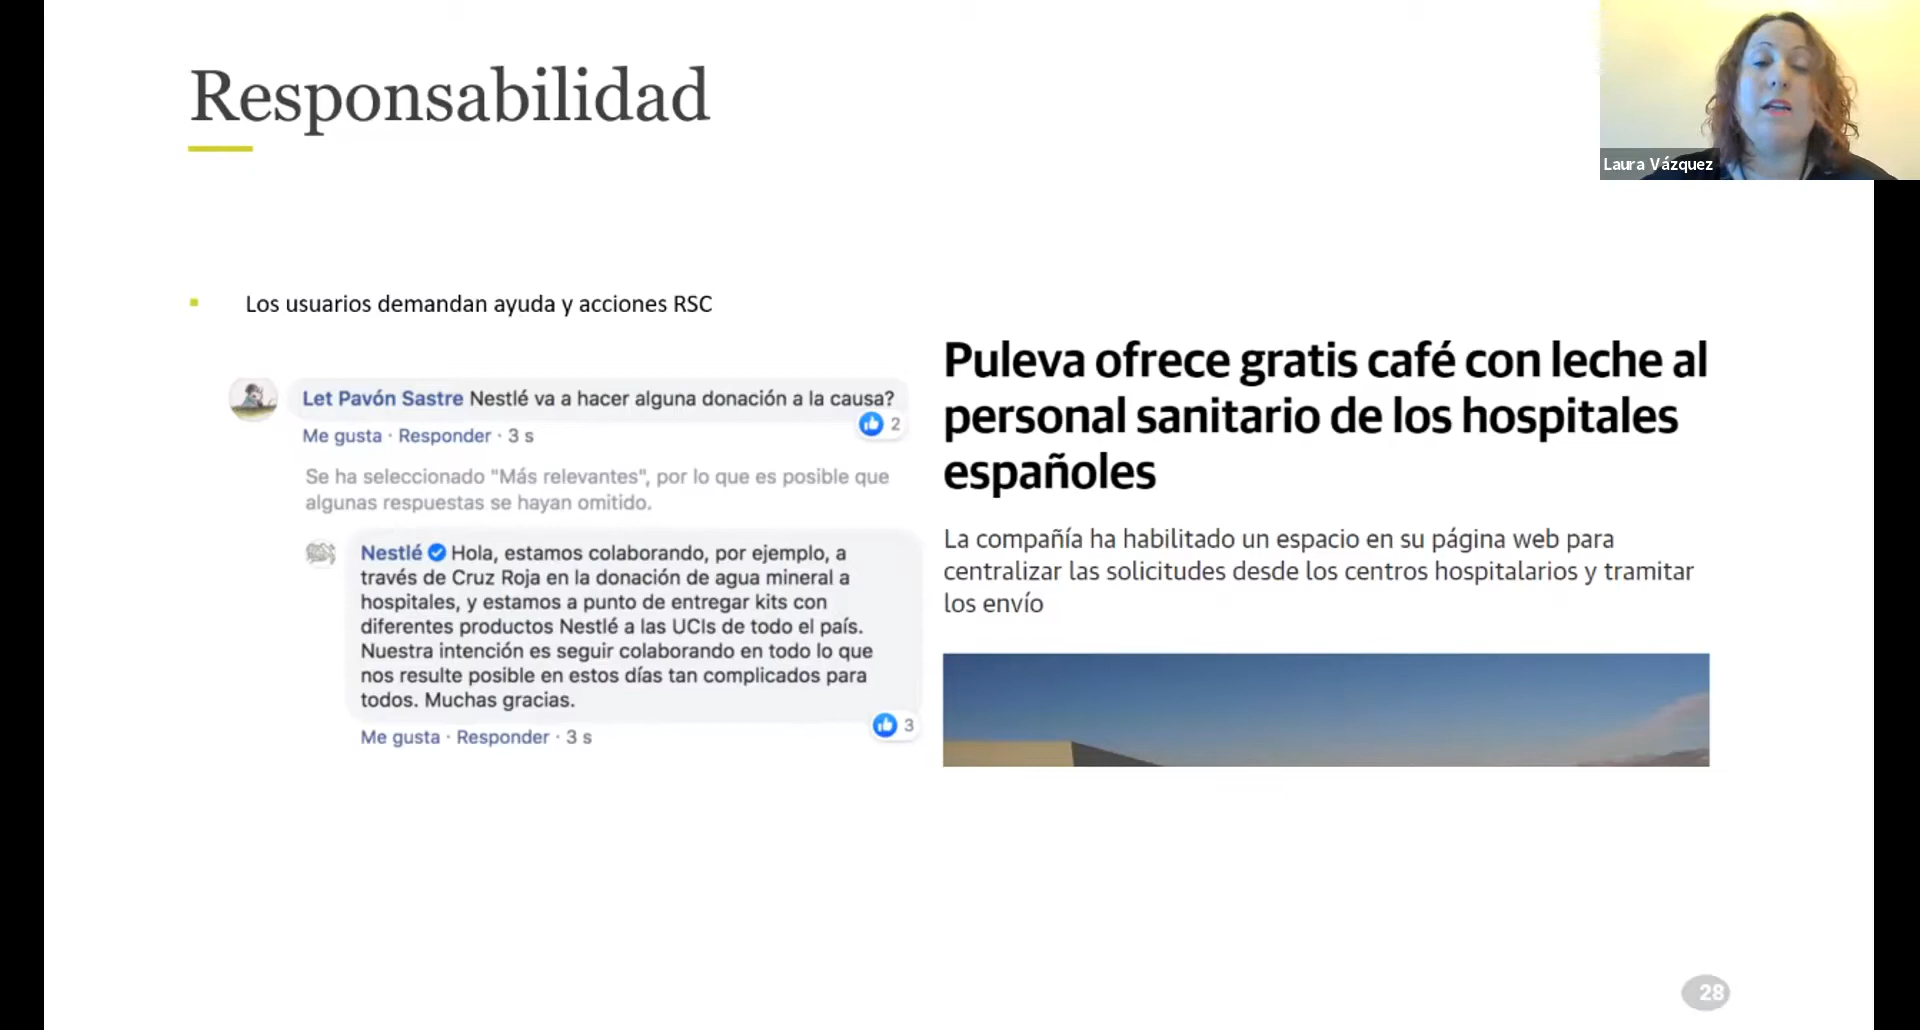 Responsabilidad
Laura Vázquez
Los usuarios demandan ayuda y acciones RSC
Let Pavón Sastre Nestlé va a hacer alguna donación a la causa?
2
Me gusta · Responder · 3 s
Se ha seleccionado "Más relevantes", por lo que es posible que
algunas respuestas se hayan omitido.
Nestlé Hola, estamos colaborando, por ejemplo, a
través de Cruz Roja en la donación de agua mineral a
hospitales, y estamos a punto de entregar kits con
diferentes productos Nestlé a las UCIs de todo el país.
Nuestra intención es seguir colaborando en todo lo que
nos resulte posible en estos días tan complicados para
todos. Muchas gracias.
3
Me gusta · Responder · 3 s
Puleva ofrece gratis café con leche al
personal sanitario de los hospitales
españoles
La compañía ha habilitado un espacio en su página web para
centralizar las solicitudes desde los centros hospitalarios y tramitar
los envío
28